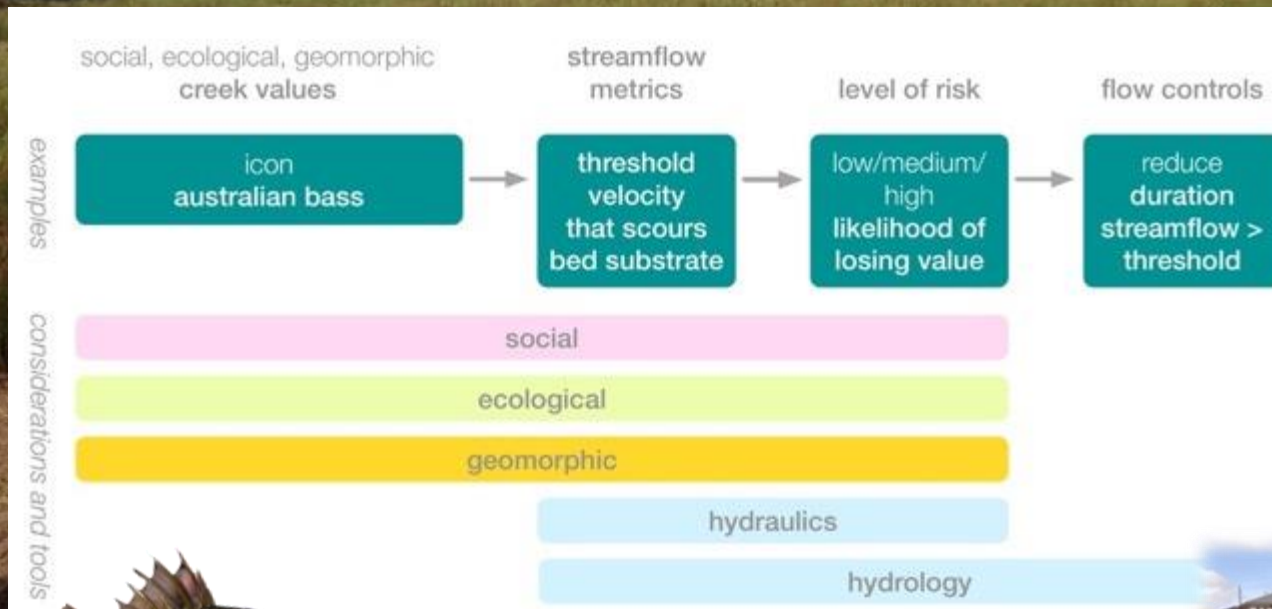 social, ecological, geomorphic
creek values
streamflow
metrics
level of risk
flow controls
examples
icon
australian bass
threshold
velocity
that scours
bed substrate
low/medium/
high
likelihood of
losing value
reduce
duration
streamflow >
threshold
considerations and tools
social
ecological
geomorphic
hydraulics
hydrology